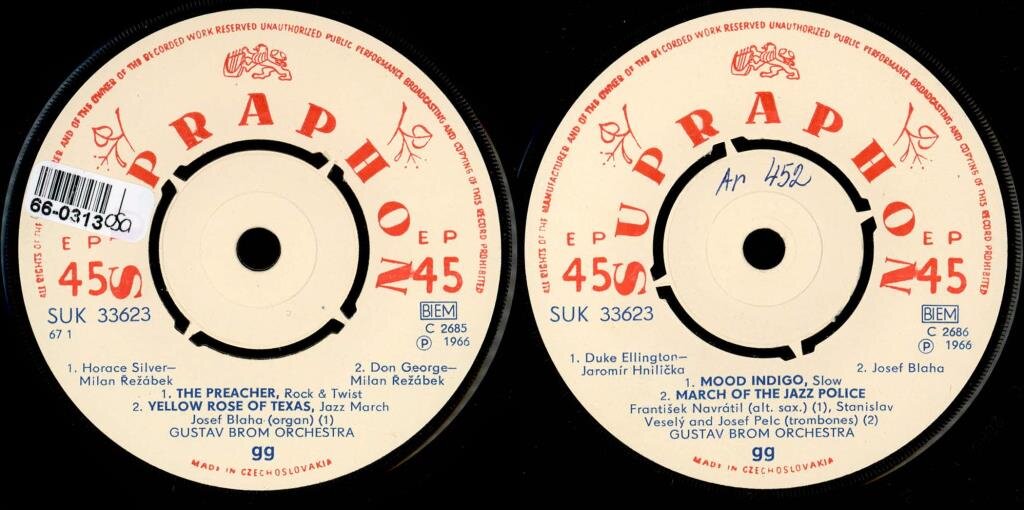 ALL RIGHTS OF THE MANUFACTURER AND OF THE OWNER OF THE RECORDED WORK RESERVED UNAUTHORIZED PUBLIC PERFORMANCE BROADCASTING AND COPYING OF THIS RECORD PROHIBITED
SUPRAPHON
66-0313
EP
45
EP
45
SUK 33623
67 1
BIEM
C 2685
Ⓟ 1966
1. Horace Silver–
Milan Režábek
2. Don George–
Milan Režábek
1. THE PREACHER, Rock & Twist
2. YELLOW ROSE OF TEXAS, Jazz March
Josef Blaha (organ) (1)
GUSTAV BROM ORCHESTRA
gg
MADE IN CZECHOSLOVAKIA
ALL RIGHTS OF THE MANUFACTURER AND OF THE OWNER OF THE RECORDED WORK RESERVED UNAUTHORIZED PUBLIC PERFORMANCE BROADCASTING AND COPYING OF THIS RECORD PROHIBITED
SUPRAPHON
Ar 452
EP
45
EP
45
SUK 33623
BIEM
C 2686
Ⓟ 1966
1. Duke Ellington–
Jaromír Hnilička
2. Josef Blaha
1. MOOD INDIGO, Slow
2. MARCH OF THE JAZZ POLICE
František Navrátil (alt. sax.) (1), Stanislav
Veselý and Josef Pelc (trombones) (2)
GUSTAV BROM ORCHESTRA
gg
MADE IN CZECHOSLOVAKIA